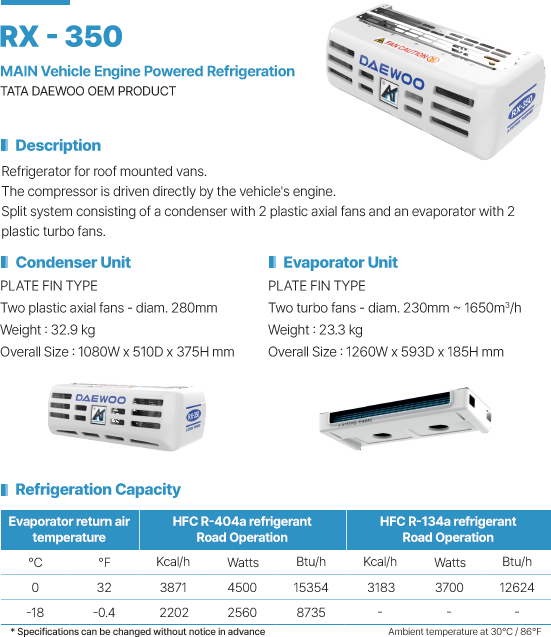 RX - 350
MAIN Vehicle Engine Powered Refrigeration
TATA DAEWOO OEM PRODUCT
FAN CAUTION
DAEWOO
RX-350
Description
Refrigerator for roof mounted vans.
The compressor is driven directly by the vehicle's engine.
Split system consisting of a condenser with 2 plastic axial fans and an evaporator with 2
plastic turbo fans.
Condenser Unit
PLATE FIN TYPE
Two plastic axial fans - diam. 280mm
Weight : 32.9 kg
Overall Size : 1080W x 510D x 375H mm
Evaporator Unit
PLATE FIN TYPE
Two turbo fans - diam. 230mm ~ 1650m³/h
Weight : 23.3 kg
Overall Size : 1260W x 593D x 185H mm
DAEWOO
RX-350
Refrigeration Capacity
Evaporator return air
temperature
HFC R-404a refrigerant
Road Operation
HFC R-134a refrigerant
Road Operation
°C °F Kcal/h Watts Btu/h Kcal/h Watts Btu/h
0 32 3871 4500 15354 3183 3700 12624
-18 -0.4 2202 2560 8735 - - -
* Specifications can be changed without notice in advance
Ambient temperature at 30°C / 86°F